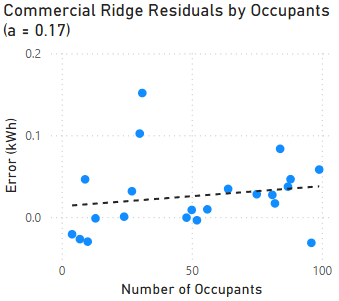 Commercial Ridge Residuals by Occupants
(a = 0.17)
0.2
0.1
0.0
Error (kWh)
0
50
100
Number of Occupants